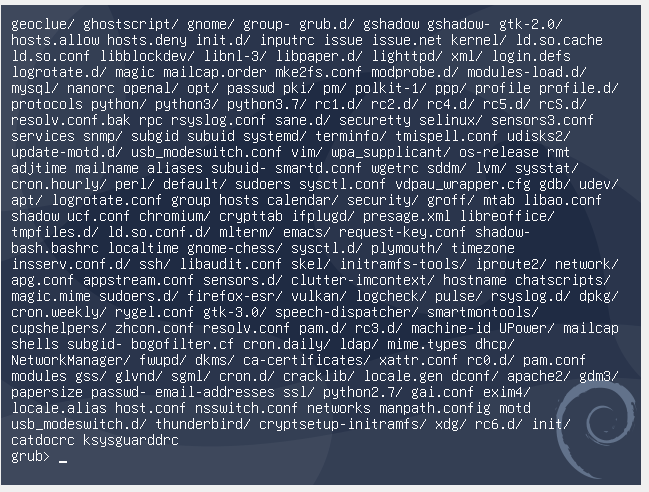 geoclue/ ghostscript/ gnome/ group- grub.d/ gshadow gshadow- gtk-2.0/
hosts.allow hosts.deny init.d/ inputrc issue issue.net kernel/ ld.so.cache
ld.so.conf libblockdev/ libnl-3/ libpaper.d/ lighttpd/ xml/ login.defs
logrotate.d/ magic mailcap.order mke2fs.conf modprobe.d/ modules-load.d/
mysql/ nanorc openal/ opt/ passwd pki/ pm/ polkit-1/ ppp/ profile profile.d/
protocols python/ python3/ python3.7/ rc1.d/ rc2.d/ rc4.d/ rc5.d/ rcS.d/
resolv.conf.bak rpc rsyslog.conf sane.d/ securetty selinux/ sensors3.conf
services snmp/ subgid subuid systemd/ terminfo/ tmispell.conf udisks2/
update-motd.d/ usb_modeswitch.conf vim/ wpa_supplicant/ os-release rmt
adjtime mailname aliases subuid- smartd.conf wgetrc sddm/ lvm/ sysstat/
cron.hourly/ perl/ default/ sudoers sysctl.conf vdpau_wrapper.cfg gdb/ udev/
apt/ logrotate.conf group hosts calendar/ security/ groff/ mtab libao.conf
shadow ucf.conf chromium/ crypttab ifplugd/ presage.xml libreoffice/
tmpfiles.d/ ld.so.conf.d/ mlterm/ emacs/ request-key.conf shadow-
bash.bashrc localtime gnome-chess/ sysctl.d/ plymouth/ timezone
insserv.conf.d/ ssh/ libaudit.conf skel/ initramfs-tools/ iproute2/ network/
apg.conf appstream.conf sensors.d/ clutter-imcontext/ hostname chatscripts/
magic.mime sudoers.d/ firefox-esr/ vulkan/ logcheck/ pulse/ rsyslog.d/ dpkg/
cron.weekly/ rygel.conf gtk-3.0/ speech-dispatcher/ smartmontools/
cupshelpers/ zhcon.conf resolv.conf pam.d/ rc3.d/ machine-id UPower/ mailcap
shells subgid- bogofilter.cf cron.daily/ ldap/ mime.types dhcp/
NetworkManager/ fwupd/ dkms/ ca-certificates/ xattr.conf rc0.d/ pam.conf
modules gss/ glvnd/ sgml/ cron.d/ cracklib/ locale.gen dconf/ apache2/ gdm3/
papersize passwd- email-addresses ssl/ python2.7/ gai.conf exim4/
locale.alias host.conf nsswitch.conf networks manpath.config motd
usb_modeswitch.d/ thunderbird/ cryptsetup-initramfs/ xdg/ rc6.d/ init/
catdocrc ksysguarddrc
grub> _